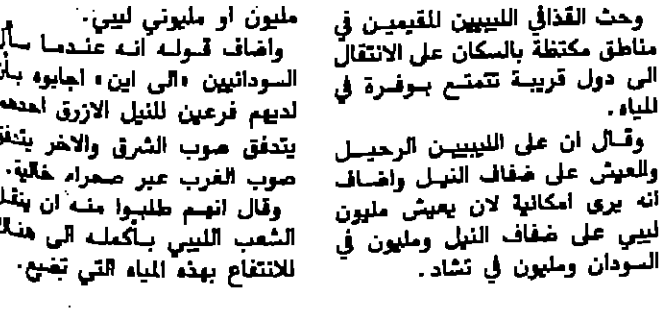 وحث القذافي الليبيين المقيمين في
مناطق مكتظة بالسكان على الانتقال
الى دول قريبة تتمتع بوفرة في
المياه.
وقال ان على الليبيين الرحيل
والعيش على ضفاف النيل واضاف
أنه يرى امكانية لان يعيش مليون
ليبي على ضفاف النيل ومليون في
السودان ومليون في تشاد.
مليون او مليوني ليبي.
واضاف قوله انه عندما سأل
السودانيين «الى اين» اجابوه بأن
لديهم فرعين للنيل الازرق احدهم
يتدفق صوب الشرق والاخر يتدفق
صوب الغرب عبر صحراء خالية.
وقال انهم طلبوا منه ان ينقل
الشعب الليبي بأكمله الى هناك
للانتفاع بهذه المياه التي تضيع.